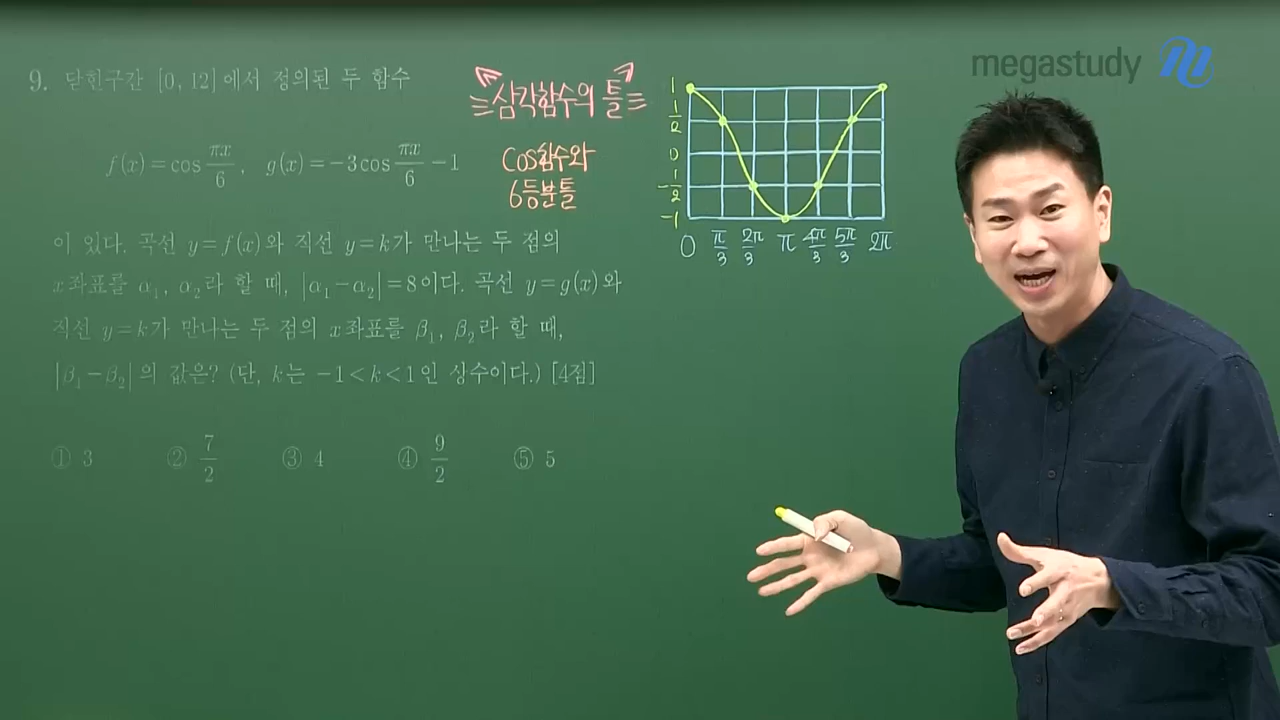 megastudy
9. 닫힌구간 [0, 12]에서 정의된 두 함수
f(x)=cos πx/6, g(x)=-3cos πx/6 -1
이 있다. 곡선 y=f(x)와 직선 y=k가 만나는 두 점의
x좌표를 α₁, α₂라 할 때, |α₁-α₂|=8이다. 곡선 y=g(x)와
직선 y=k가 만나는 두 점의 x좌표를 β₁, β₂라 할 때,
|β₁-β₂|의 값은? (단, k는 -1<k<1인 상수이다.) [4점]
① 3 ② 7/2 ③ 4 ④ 9/2 ⑤ 5
삼각함수의 틀
cos함수와
6등분틀
1
1/2
0
-1/2
-1
0 π/3 2π/3 π 4π/3 5π/3 2π